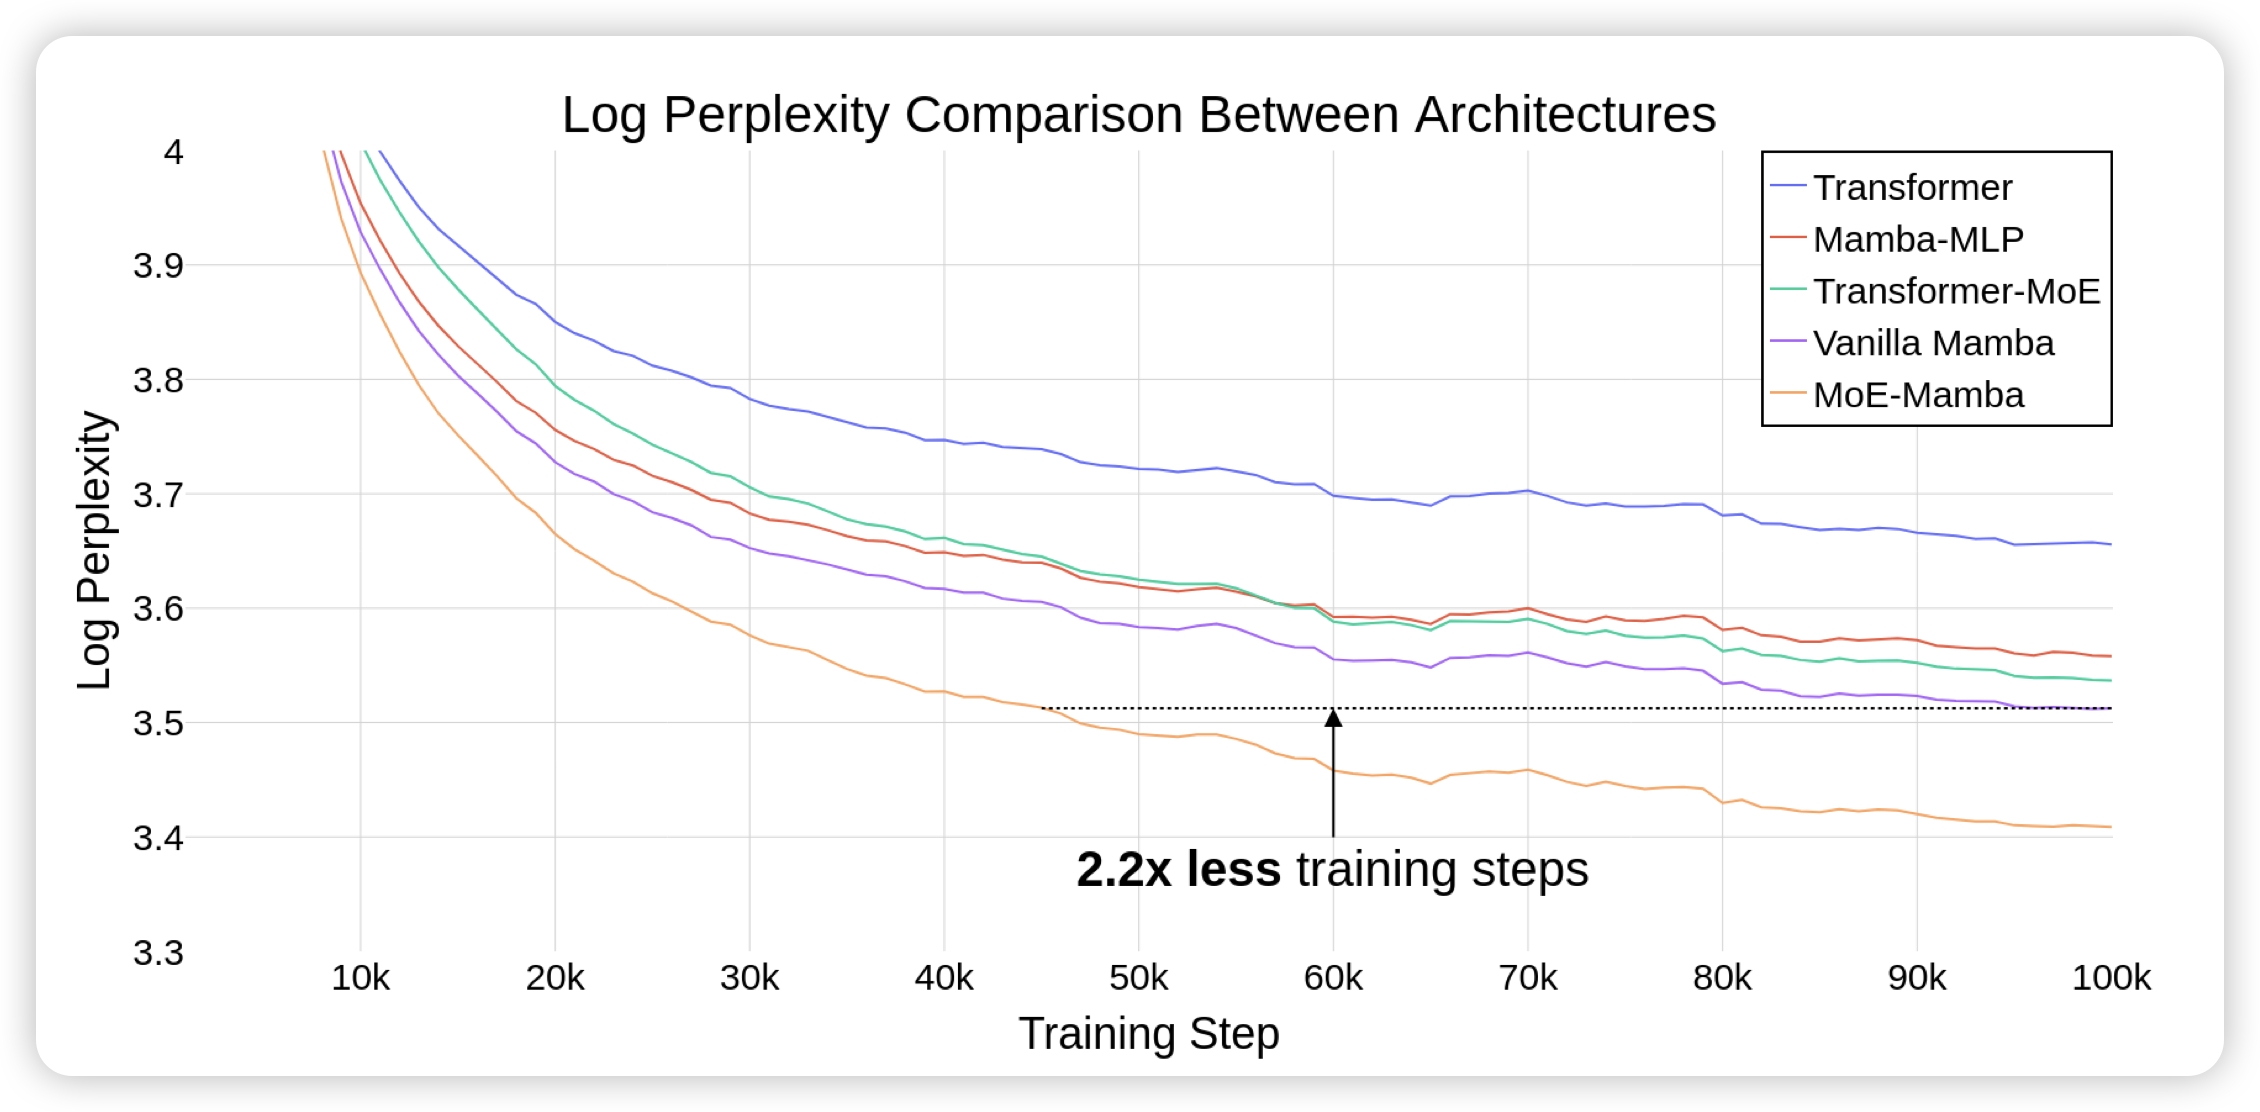 Log Perplexity Comparison Between Architectures
4
3.9
3.8
3.7
3.6
3.5
3.4
3.3
Log Perplexity
Transformer
Mamba-MLP
Transformer-MoE
Vanilla Mamba
MoE-Mamba
2.2x less training steps
10k
20k
30k
40k
50k
60k
70k
80k
90k
100k
Training Step